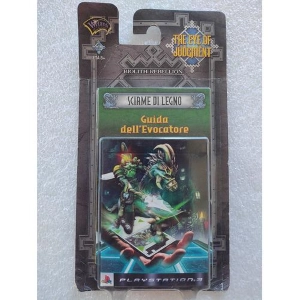 THE EYE OF
JUDGMENT
BIOLITH REBELLION
SCIAME DI LEGNO
Guida
dell'Evocatore
PLAYSTATION 3